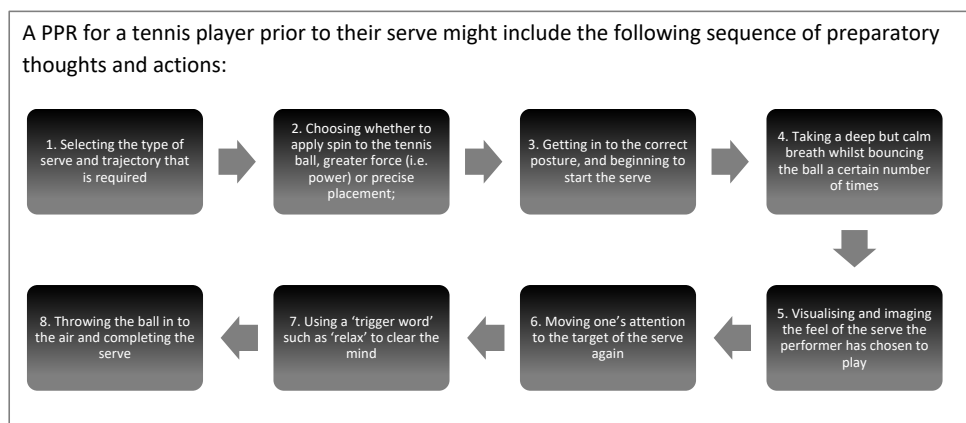 A PPR for a tennis player prior to their serve might include the following sequence of preparatory
thoughts and actions:
1. Selecting the type of
serve and trajectory that
is required
2. Choosing whether to
apply spin to the tennis
ball, greater force (i.e.
power) or precise
placement;
3. Getting in to the correct
posture, and beginning to
start the serve
4. Taking a deep but calm
breath whilst bouncing
the ball a certain number
of times
5. Visualising and imaging
the feel of the serve the
performer has chosen to
play
6. Moving one’s attention
to the target of the serve
again
7. Using a ‘trigger word’
such as ‘relax’ to clear the
mind
8. Throwing the ball in to
the air and completing the
serve